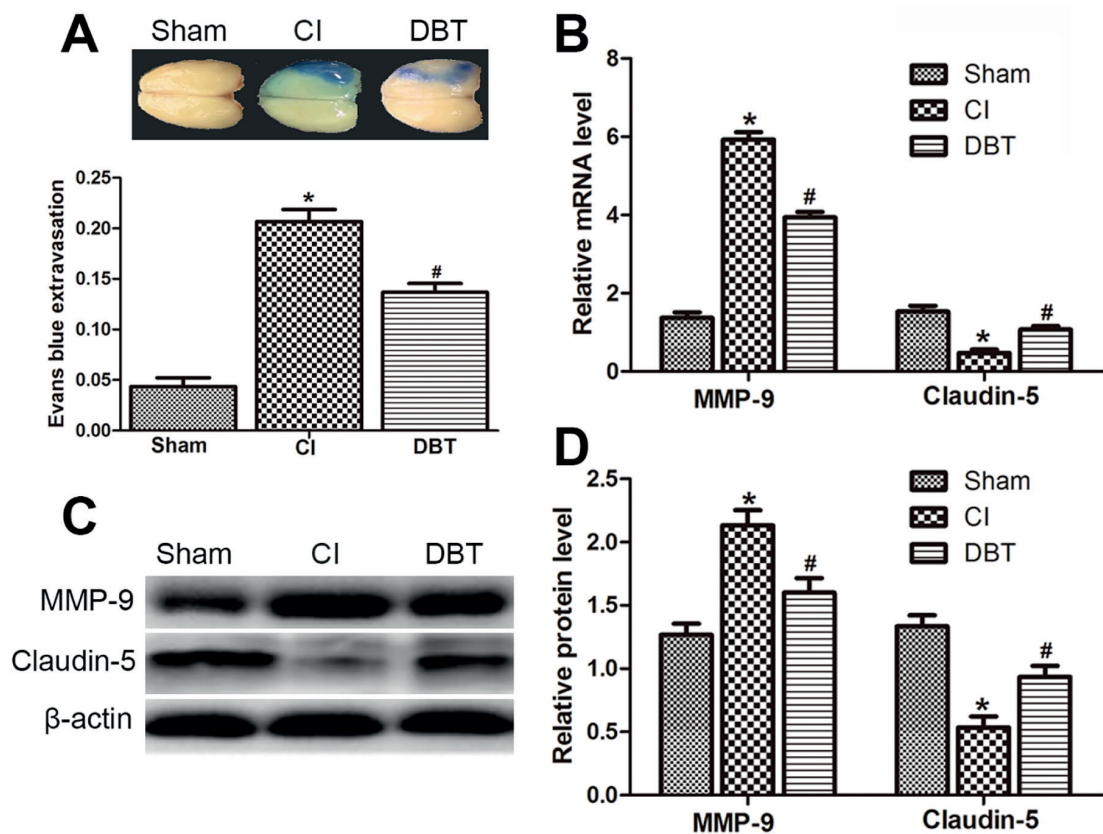 A
Sham CI DBT
Evans blue extravasation
0.25
0.20
0.15
0.10
0.05
0.00
*
#
Sham CI DBT
B
Relative mRNA level
8
6
4
2
0
Sham
CI
DBT
*
#
*
#
MMP-9 Claudin-5
C
Sham CI DBT
MMP-9
Claudin-5
β-actin
D
Relative protein level
2.5
2.0
1.5
1.0
0.5
0.0
Sham
CI
DBT
*
#
*
#
MMP-9 Claudin-5